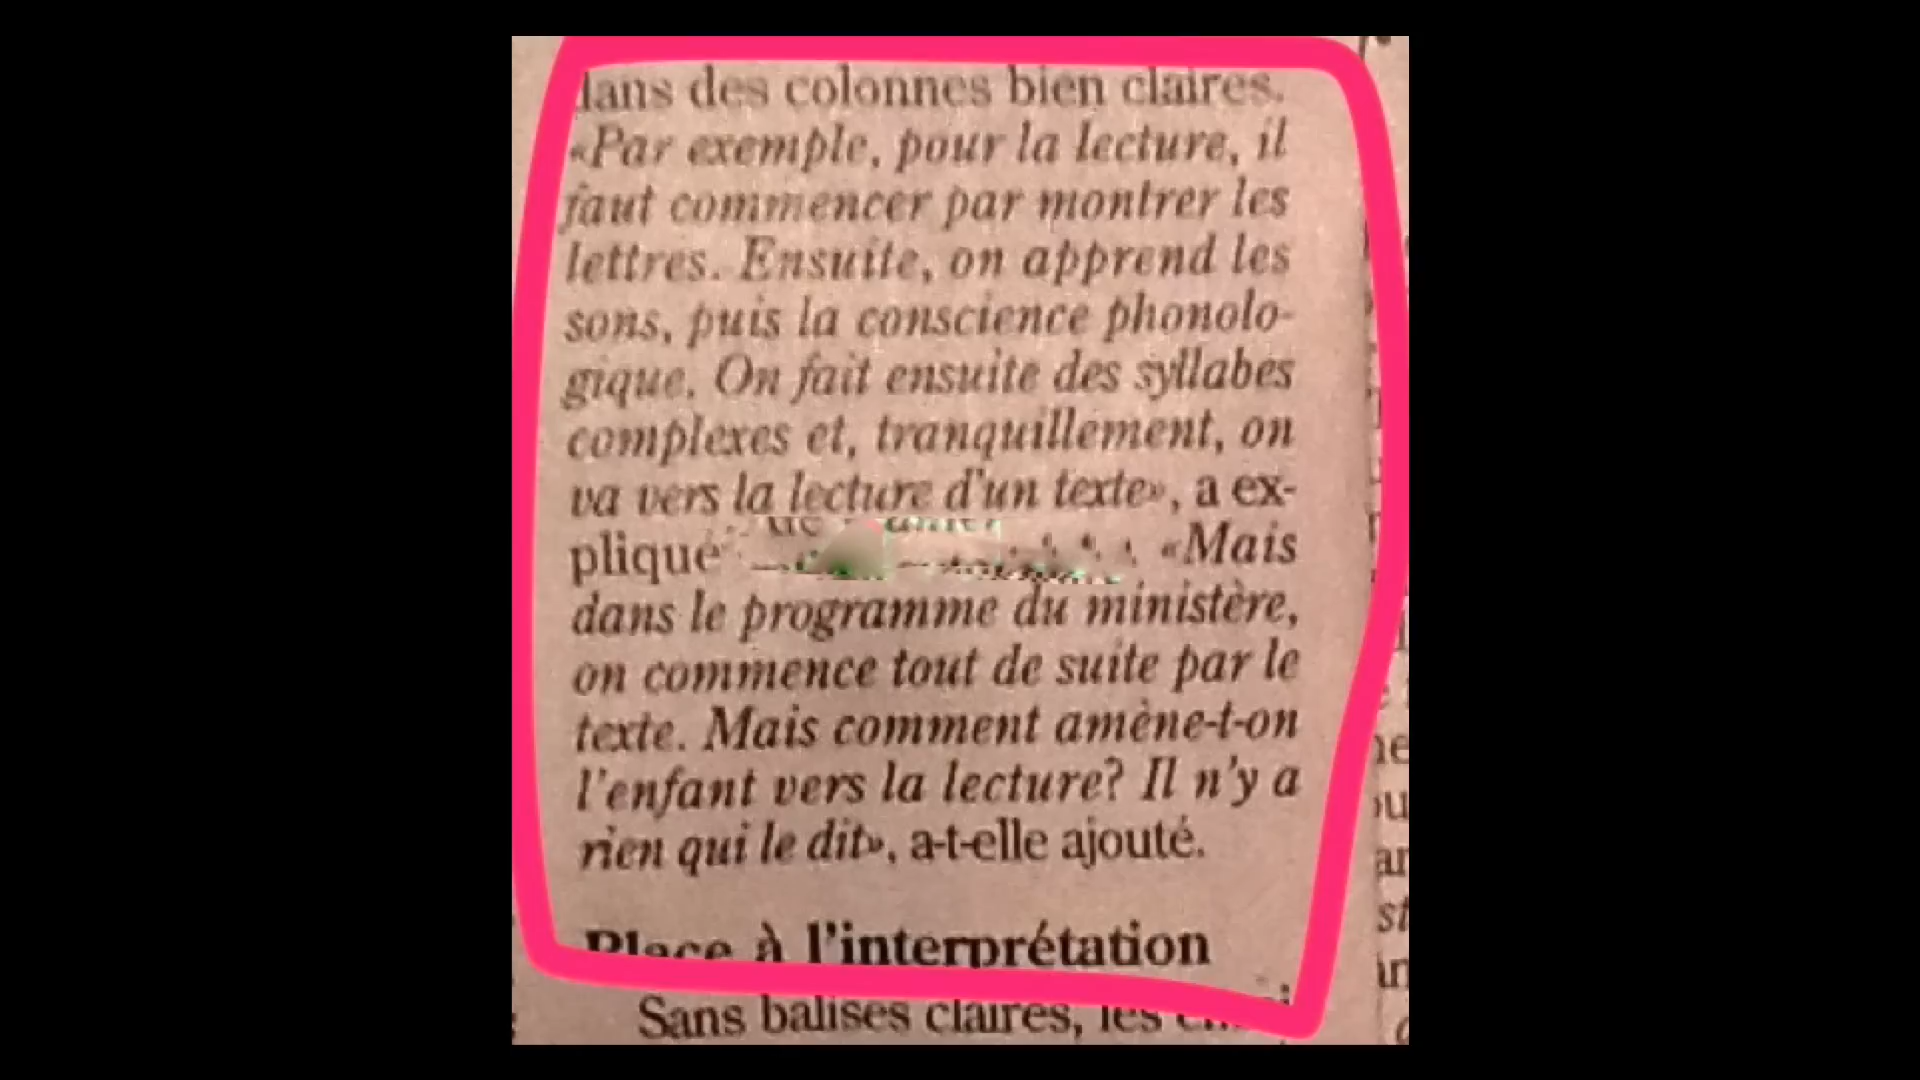 dans des colonnes bien claires.
«Par exemple, pour la lecture, il
faut commencer par montrer les
lettres. Ensuite, on apprend les
sons, puis la conscience phonolo-
gique. On fait ensuite des syllabes
complexes et, tranquillement, on
va vers la lecture d'un texte», a ex-
pliqué «Mais
dans le programme du ministère,
on commence tout de suite par le
texte. Mais comment amène-t-on
l'enfant vers la lecture? Il n'y a
rien qui le dit», a-t-elle ajouté.
Place à l'interprétation
Sans balises claires, les